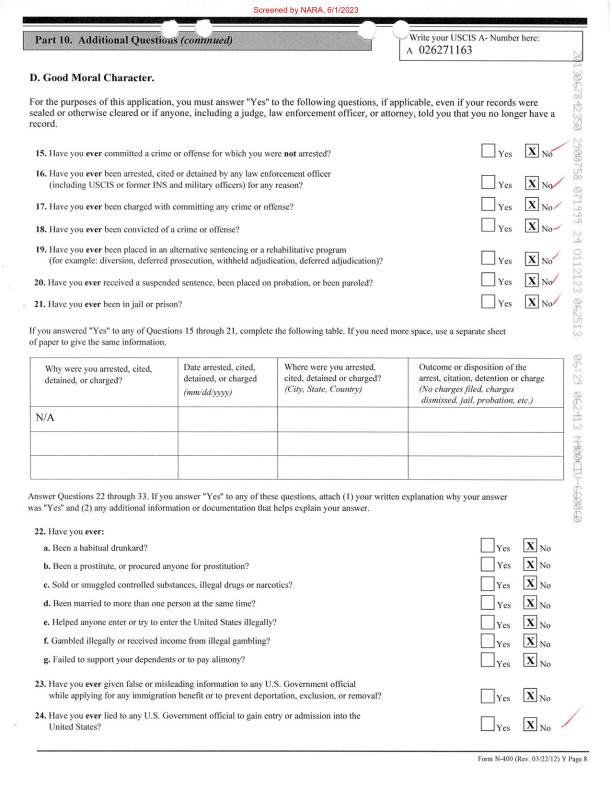 Screened by NARA, 6/1/2023
Part 10. Additional Questions (continued)
Write your USCIS A- Number here:
A 026271163
D. Good Moral Character.
For the purposes of this application, you must answer "Yes" to the following questions, if applicable, even if your records were
sealed or otherwise cleared or if anyone, including a judge, law enforcement officer, or attorney, told you that you no longer have a
record.
15. Have you ever committed a crime or offense for which you were not arrested? Yes X No
16. Have you ever been arrested, cited or detained by any law enforcement officer
(including USCIS or former INS and military officers) for any reason? Yes X No
17. Have you ever been charged with committing any crime or offense? Yes X No
18. Have you ever been convicted of a crime or offense? Yes X No
19. Have you ever been placed in an alternative sentencing or a rehabilitative program
(for example: diversion, deferred prosecution, withheld adjudication, deferred adjudication)? Yes X No
20. Have you ever received a suspended sentence, been placed on probation, or been paroled? Yes X No
21. Have you ever been in jail or prison? Yes X No
If you answered "Yes" to any of Questions 15 through 21, complete the following table. If you need more space, use a separate sheet
of paper to give the same information.
Why were you arrested, cited,
detained, or charged?
Date arrested, cited,
detained, or charged
(mm/dd/yyyy)
Where were you arrested,
cited, detained or charged?
(City, State, Country)
Outcome or disposition of the
arrest, citation, detention or charge
(No charges filed, charges
dismissed, jail, probation, etc.)
N/A
Answer Questions 22 through 33. If you answer "Yes" to any of these questions, attach (1) your written explanation why your answer
was "Yes" and (2) any additional information or documentation that helps explain your answer.
22. Have you ever:
a. Been a habitual drunkard? Yes X No
b. Been a prostitute, or procured anyone for prostitution? Yes X No
c. Sold or smuggled controlled substances, illegal drugs or narcotics? Yes X No
d. Been married to more than one person at the same time? Yes X No
e. Helped anyone enter or try to enter the United States illegally? Yes X No
f. Gambled illegally or received income from illegal gambling? Yes X No
g. Failed to support your dependents or to pay alimony? Yes X No
23. Have you ever given false or misleading information to any U.S. Government official
while applying for any immigration benefit or to prevent deportation, exclusion, or removal? Yes X No
24. Have you ever lied to any U.S. Government official to gain entry or admission into the
United States? Yes X No
Form N-400 (Rev. 03/22/12) Y Page 8